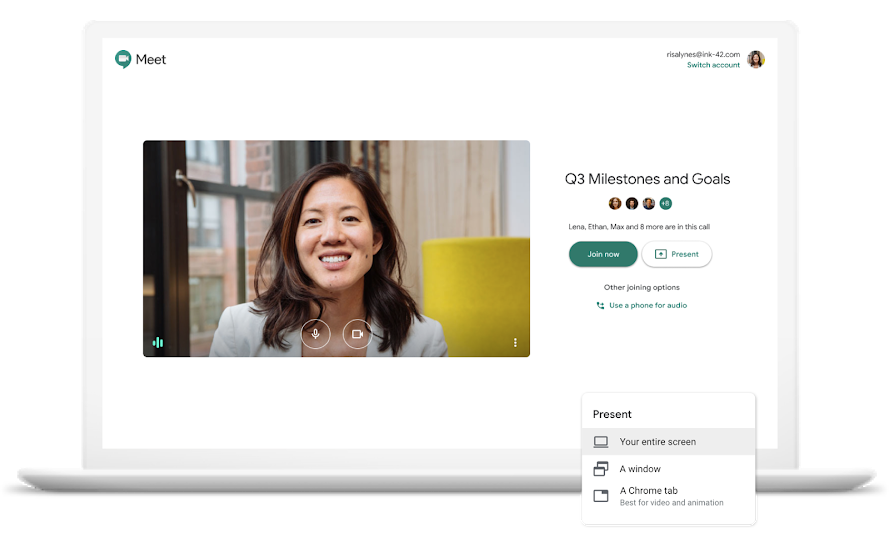 Meet
risalynes@ink-42.com
Switch account
Q3 Milestones and Goals
+8
Lena, Ethan, Max and 8 more are in this call
Join now
Present
Other joining options
Use a phone for audio
Present
Your entire screen
A window
A Chrome tab
Best for video and animation